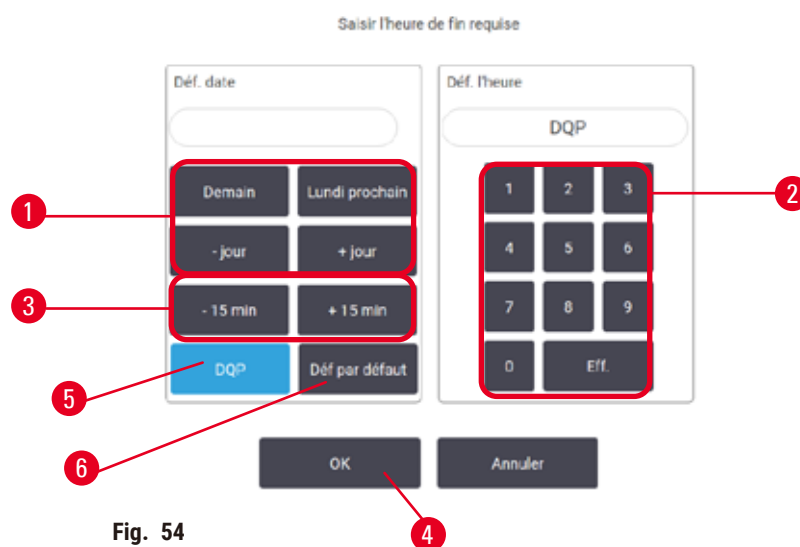 Saisir l'heure de fin requise
Déf. date
Déf. l'heure
DQP
Demain
Lundi prochain
1 2 3
1
2
- jour
+ jour
4 5 6
3
- 15 min
+ 15 min
7 8 9
DQP
Déf par défaut
0
Eff.
5
6
OK
Annuler
Fig. 54
4